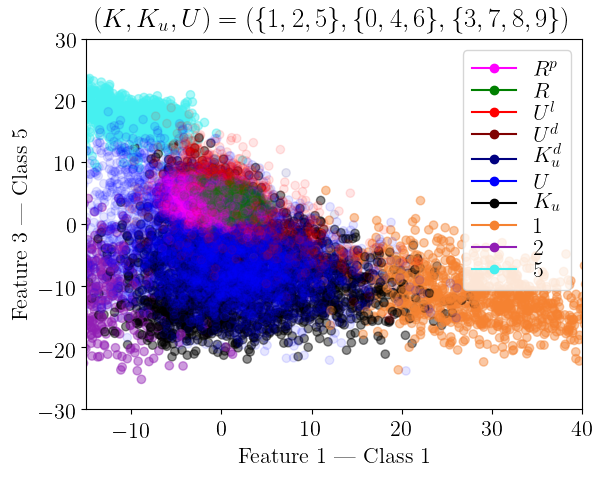 (K, K_u, U) = ({1, 2, 5}, {0, 4, 6}, {3, 7, 8, 9})
30
20
10
0
−10
−20
−30
Feature 3 — Class 5
R^p
R
U^l
U^d
K_u^d
U
K_u
1
2
5
−10
0
10
20
30
40
Feature 1 — Class 1